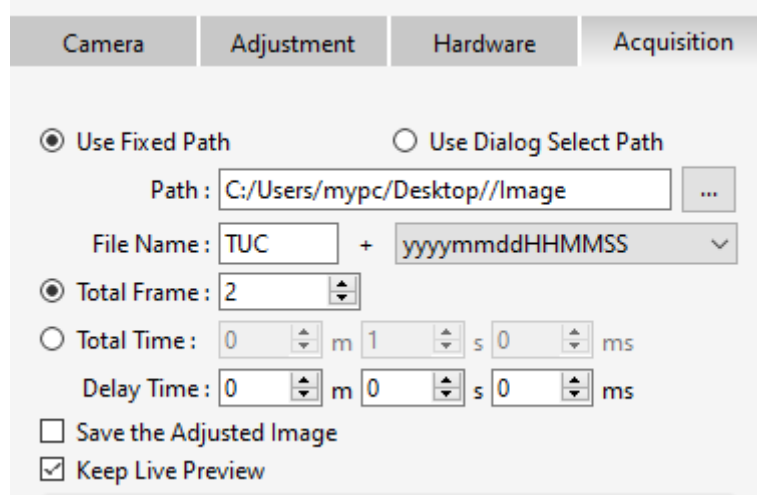 Camera Adjustment Hardware Acquisition
Use Fixed Path Use Dialog Select Path
Path : C:/Users/mypc/Desktop//Image ...
File Name : TUC + yyyymmddHHMMSS
Total Frame : 2
Total Time : 0 m 1 s 0 ms
Delay Time : 0 m 0 s 0 ms
Save the Adjusted Image
Keep Live Preview